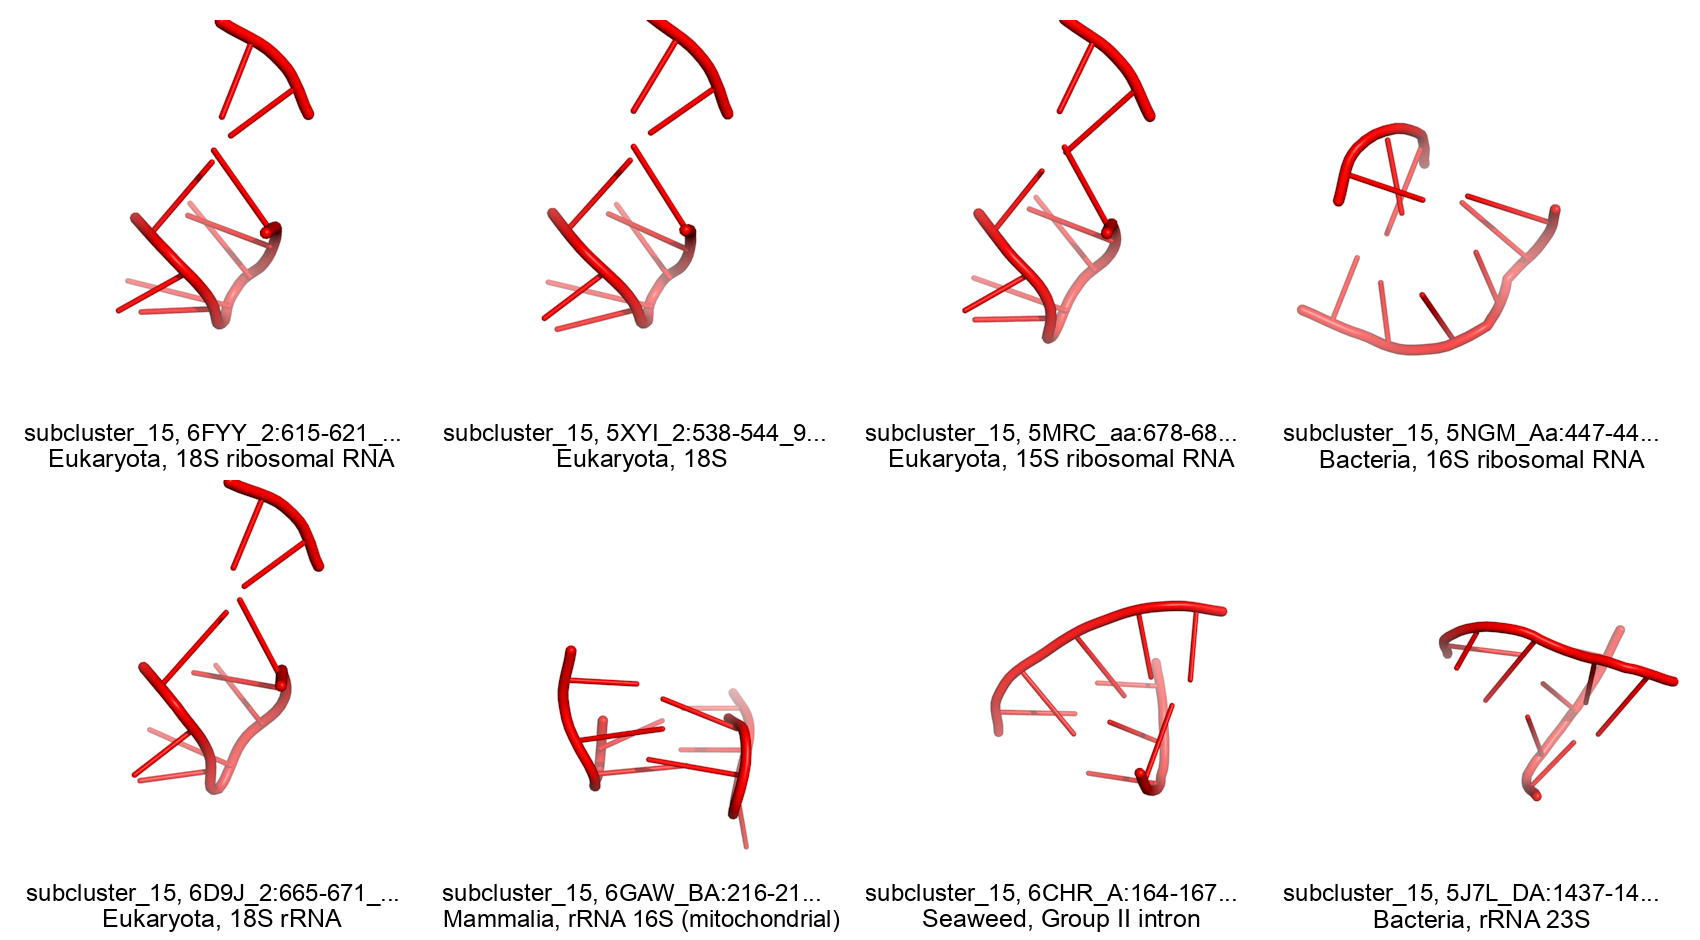 subcluster_15, 6FYY_2:615-621_...
Eukaryota, 18S ribosomal RNA
subcluster_15, 5XYI_2:538-544_9...
Eukaryota, 18S
subcluster_15, 5MRC_aa:678-68...
Eukaryota, 15S ribosomal RNA
subcluster_15, 5NGM_Aa:447-44...
Bacteria, 16S ribosomal RNA
subcluster_15, 6D9J_2:665-671_...
Eukaryota, 18S rRNA
subcluster_15, 6GAW_BA:216-21...
Mammalia, rRNA 16S (mitochondrial)
subcluster_15, 6CHR_A:164-167...
Seaweed, Group II intron
subcluster_15, 5J7L_DA:1437-14...
Bacteria, rRNA 23S